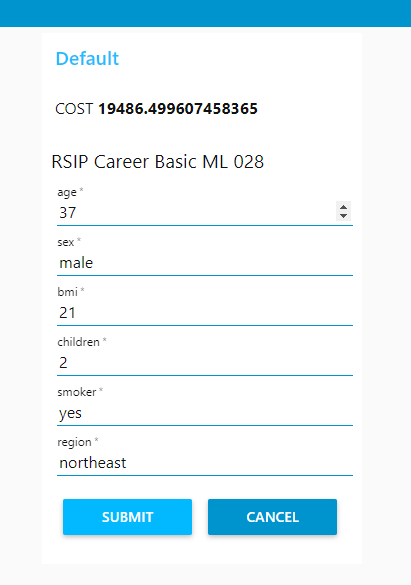 Default
COST 19486.499607458365
RSIP Career Basic ML 028
age *
37
sex *
male
bmi *
21
children *
2
smoker *
yes
region *
northeast
SUBMIT CANCEL